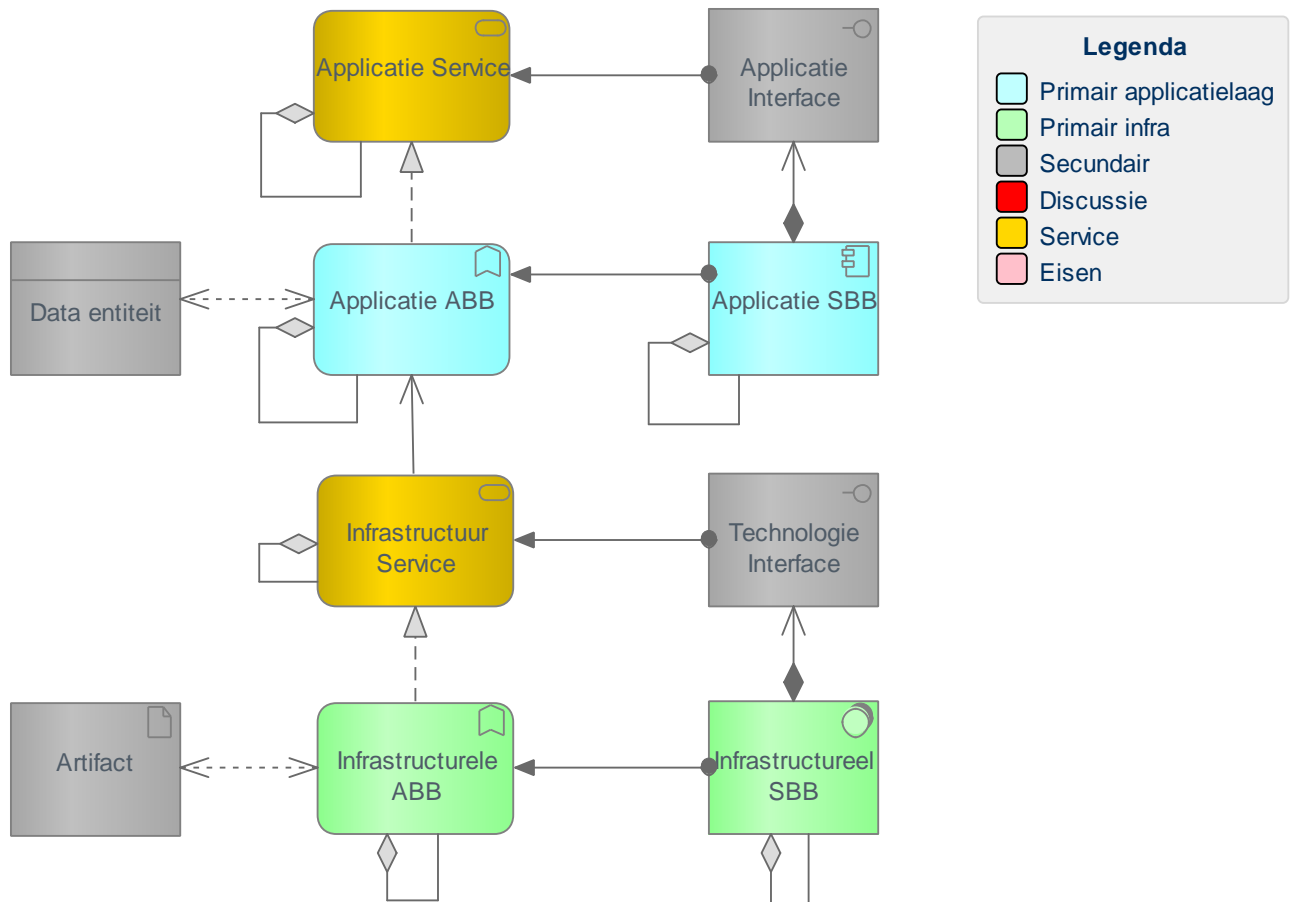 Applicatie Service
Applicatie
Interface
Legenda
Primair applicatielaag
Primair infra
Secundair
Discussie
Service
Eisen
Data entiteit
Applicatie ABB
Applicatie SBB
Infrastructuur
Service
Technologie
Interface
Artifact
Infrastructurele
ABB
Infrastructureel
SBB